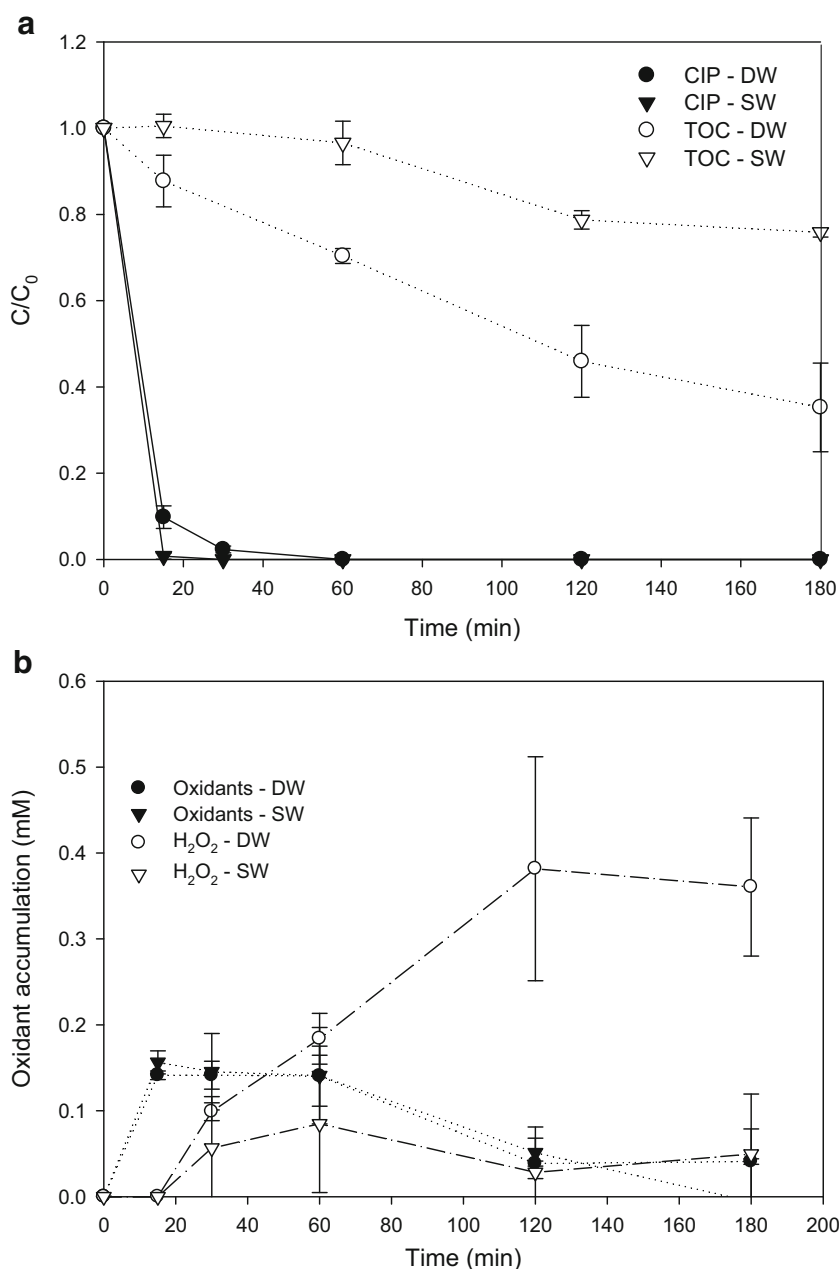 a
1.2
1.0
0.8
0.6
0.4
0.2
0.0
C/C₀
CIP - DW
CIP - SW
TOC - DW
TOC - SW
0 20 40 60 80 100 120 140 160 180
Time (min)
b
0.6
0.5
0.4
0.3
0.2
0.1
0.0
Oxidant accumulation (mM)
Oxidants - DW
Oxidants - SW
H₂O₂ - DW
H₂O₂ - SW
0 20 40 60 80 100 120 140 160 180 200
Time (min)